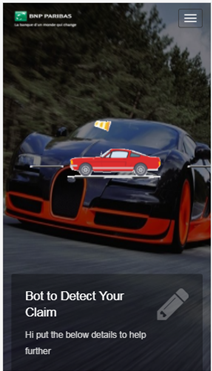 BNP PARIBAS
La banque d'un monde qui change
Bot to Detect Your
Claim
Hi put the below details to help
further